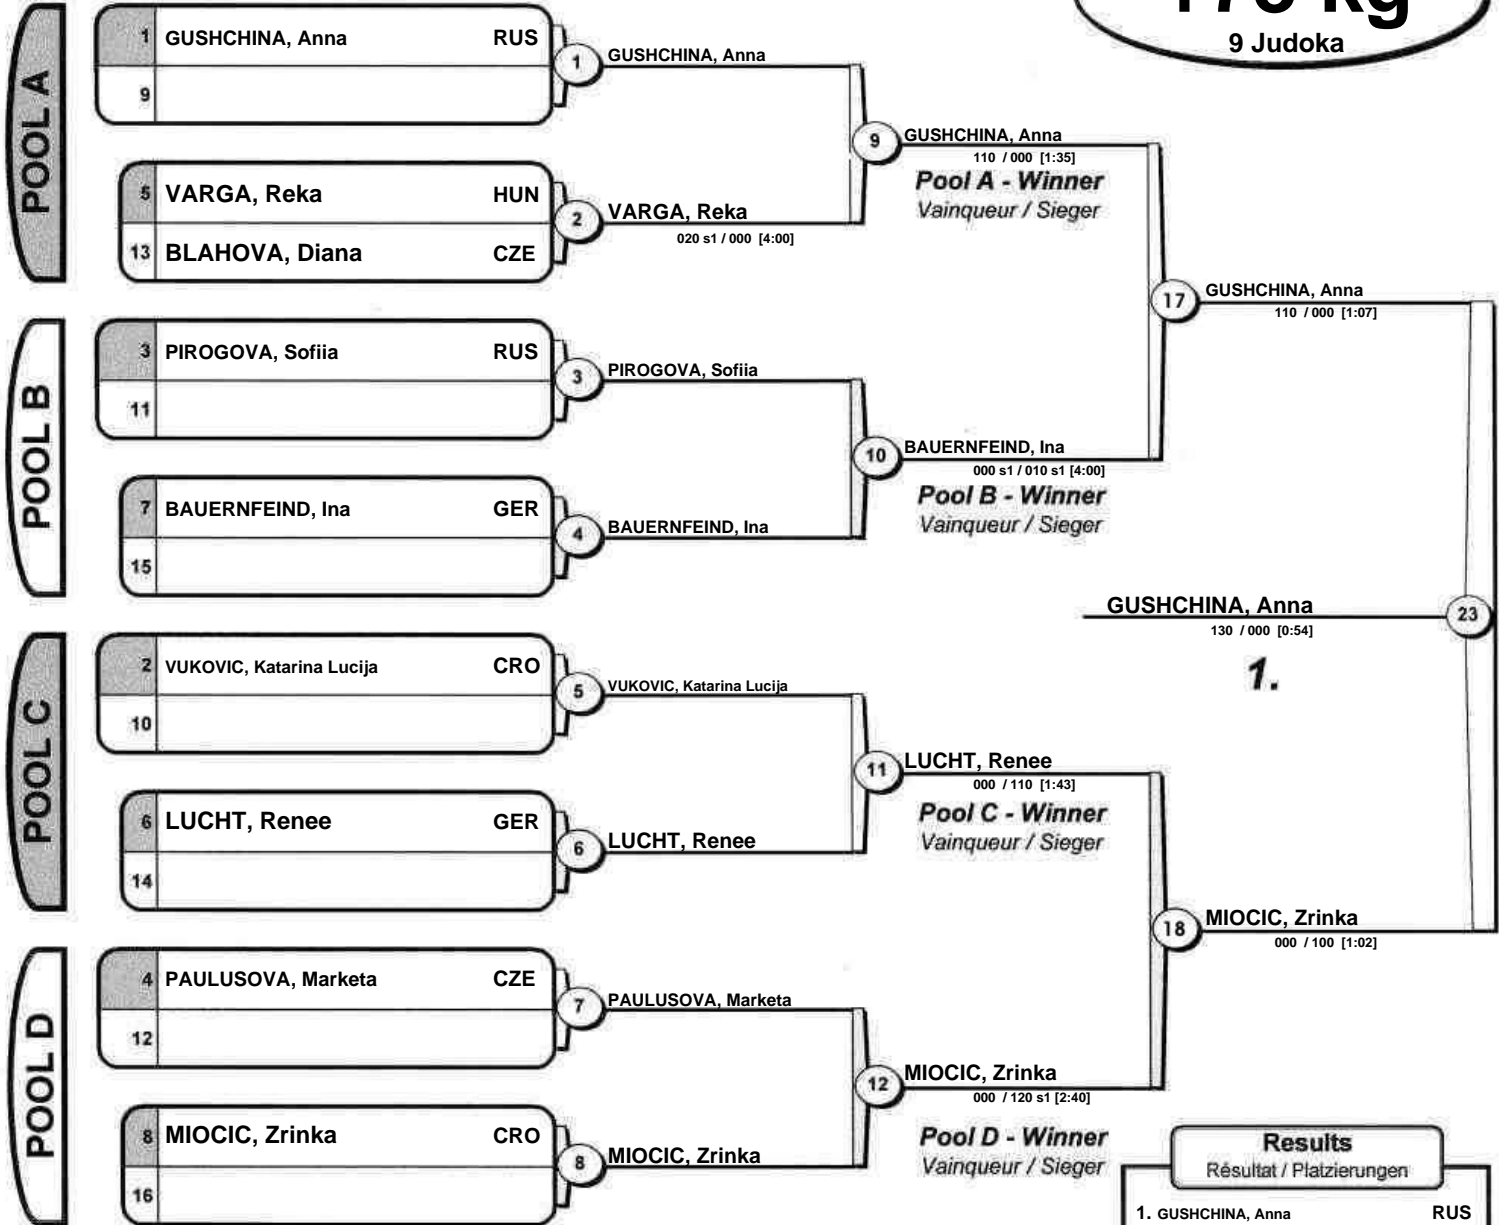 +78 kg
9 Judoka
POOL A
1 GUSHCHINA, Anna RUS
9
5 VARGA, Reka HUN
13 BLAHOVA, Diana CZE
1 GUSHCHINA, Anna
2 VARGA, Reka
020 s1 / 000 [4:00]
9 GUSHCHINA, Anna
110 / 000 [1:35]
Pool A - Winner
Vainqueur / Sieger
POOL B
3 PIROGOVA, Sofiia RUS
11
7 BAUERNFEIND, Ina GER
15
3 PIROGOVA, Sofiia
4 BAUERNFEIND, Ina
10 BAUERNFEIND, Ina
000 s1 / 010 s1 [4:00]
Pool B - Winner
Vainqueur / Sieger
17 GUSHCHINA, Anna
110 / 000 [1:07]
GUSHCHINA, Anna 23
130 / 000 [0:54]
1.
POOL C
2 VUKOVIC, Katarina Lucija CRO
10
6 LUCHT, Renee GER
14
5 VUKOVIC, Katarina Lucija
6 LUCHT, Renee
11 LUCHT, Renee
000 / 110 [1:43]
Pool C - Winner
Vainqueur / Sieger
18 MIOCIC, Zrinka
000 / 100 [1:02]
POOL D
4 PAULUSOVA, Marketa CZE
12
8 MIOCIC, Zrinka CRO
16
7 PAULUSOVA, Marketa
8 MIOCIC, Zrinka
12 MIOCIC, Zrinka
000 / 120 s1 [2:40]
Pool D - Winner
Vainqueur / Sieger
Results
Résultat / Platzierungen
1. GUSHCHINA, Anna RUS